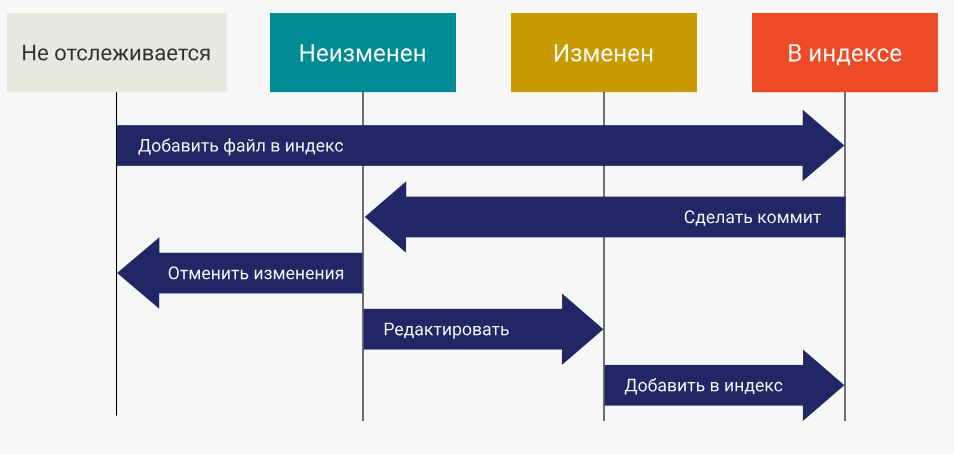 Не отслеживается
Неизменен
Изменен
В индексе
Добавить файл в индекс
Сделать коммит
Отменить изменения
Редактировать
Добавить в индекс